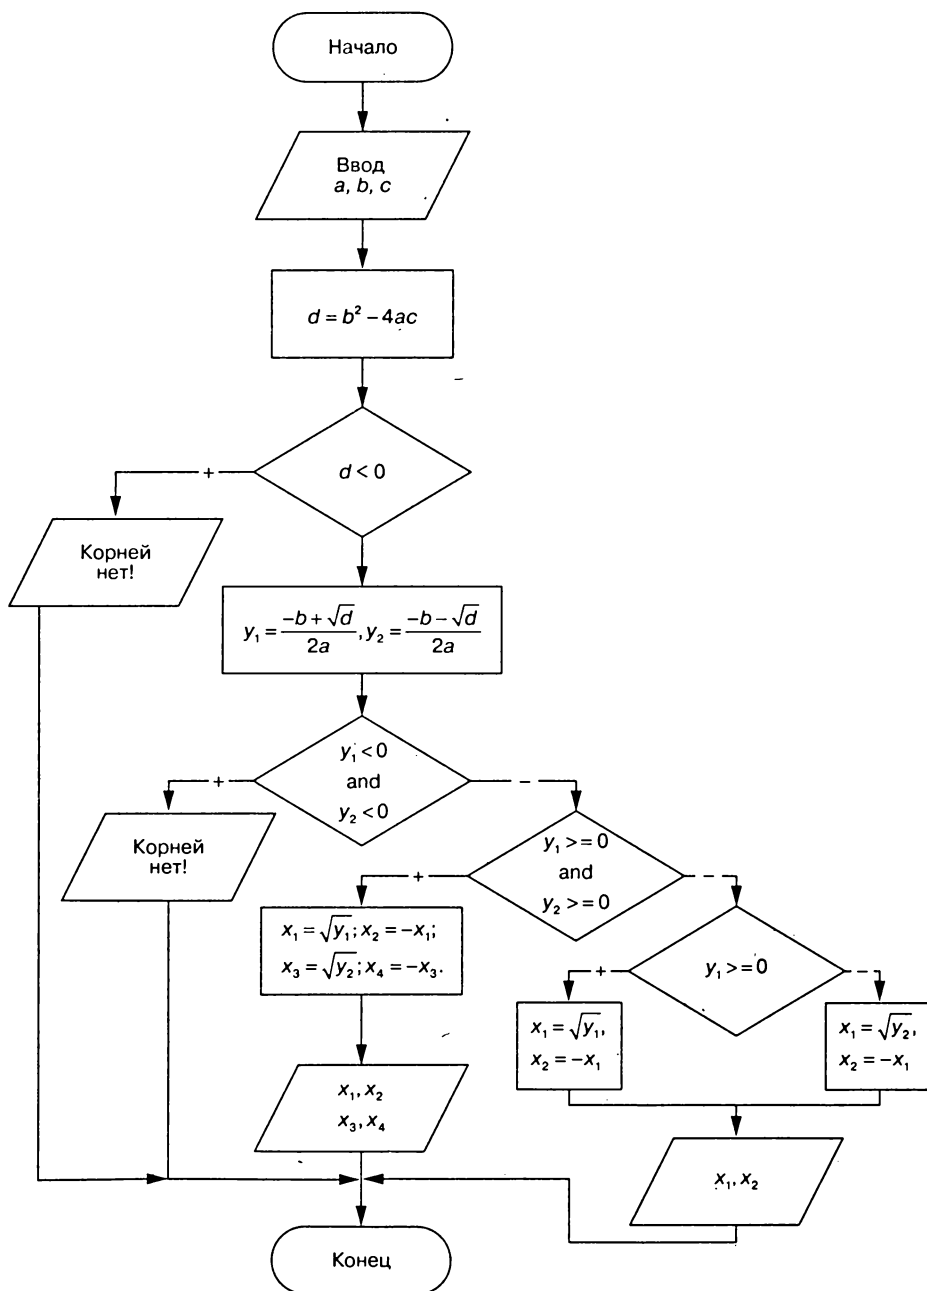 Начало
Ввод
a, b, c
d = b² − 4ac
d < 0
+
Корней
нет!
y₁ = (−b + √d)/2a, y₂ = (−b − √d)/2a
y₁ < 0
and
y₂ < 0
+
−
Корней
нет!
y₁ >= 0
and
y₂ >= 0
+
−
x₁ = √y₁; x₂ = −x₁;
x₃ = √y₂; x₄ = −x₃.
y₁ >= 0
+
−
x₁ = √y₁,
x₂ = −x₁
x₁ = √y₂,
x₂ = −x₁
x₁, x₂
x₃, x₄
x₁, x₂
Конец